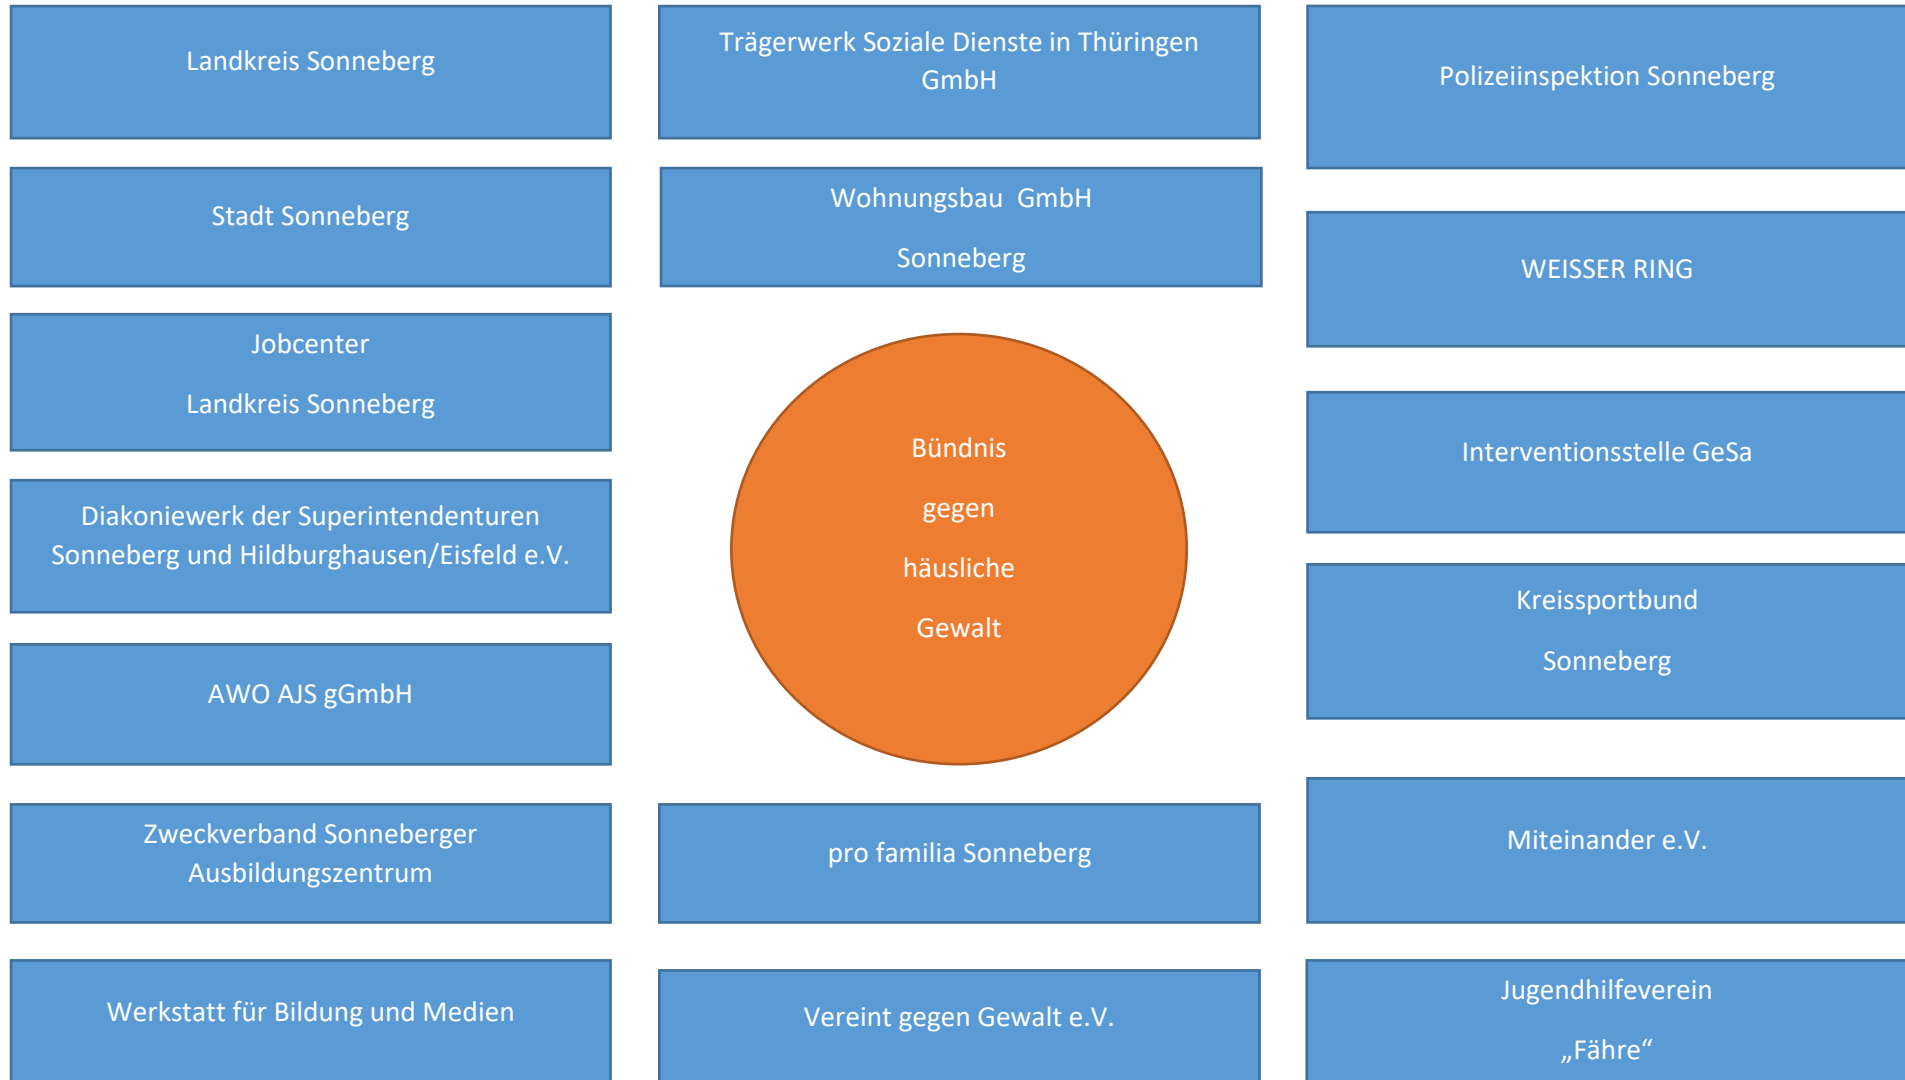 Landkreis Sonneberg
Trägerwerk Soziale Dienste in Thüringen
GmbH
Polizeiinspektion Sonneberg
Stadt Sonneberg
Wohnungsbau  GmbH
Sonneberg
WEISSER RING
Jobcenter
Landkreis Sonneberg
Bündnis
gegen
häusliche
Gewalt
Interventionsstelle GeSa
Diakoniewerk der Superintendenturen
Sonneberg und Hildburghausen/Eisfeld e.V.
Kreissportbund
Sonneberg
AWO AJS gGmbH
Zweckverband Sonneberger
Ausbildungszentrum
pro familia Sonneberg
Miteinander e.V.
Werkstatt für Bildung und Medien
Vereint gegen Gewalt e.V.
Jugendhilfeverein
„Fähre“